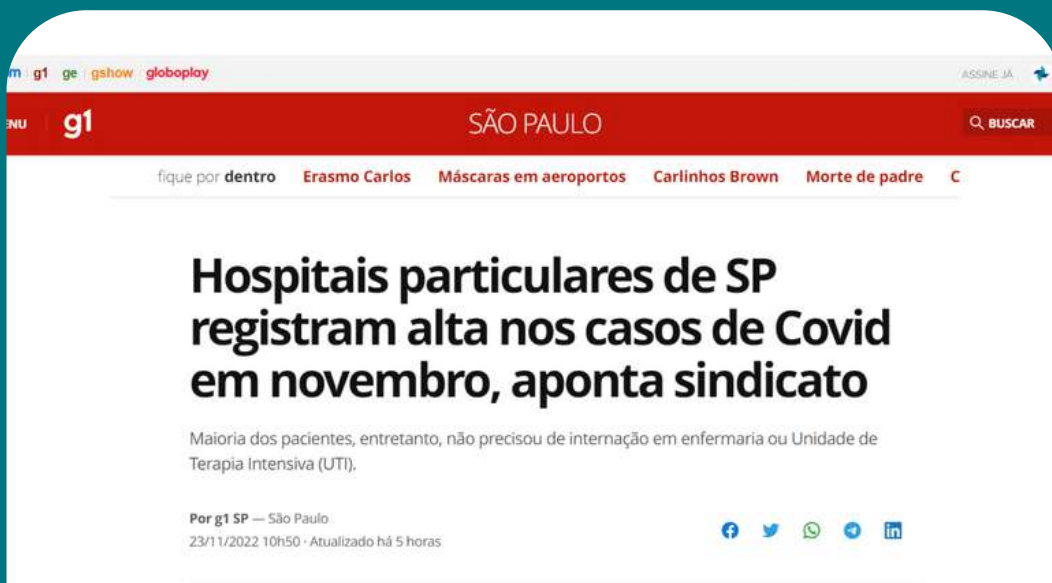 m g1 ge gshow globoplay ASSINE JÁ
ENU g1 SÃO PAULO BUSCAR
fique por dentro Erasmo Carlos Máscaras em aeroportos Carlinhos Brown Morte de padre C
Hospitais particulares de SP
registram alta nos casos de Covid
em novembro, aponta sindicato
Maioria dos pacientes, entretanto, não precisou de internação em enfermaria ou Unidade de
Terapia Intensiva (UTI).
Por g1 SP — São Paulo
23/11/2022 10h50 · Atualizado há 5 horas